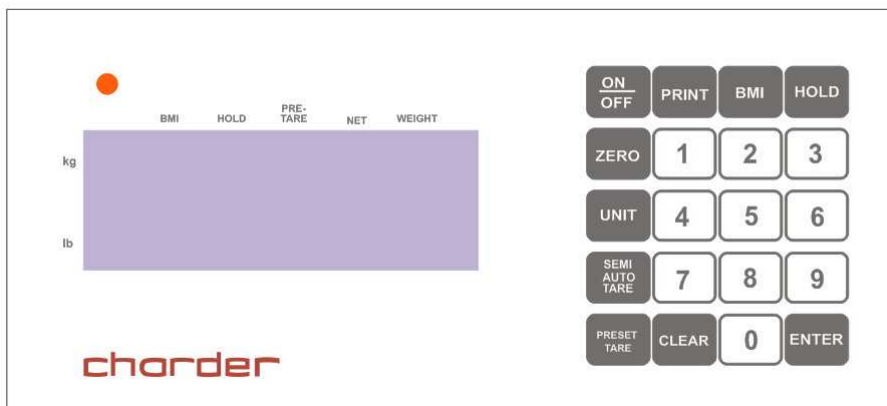 BMI HOLD PRE-
TARE NET WEIGHT
kg
lb
charder
ON
OFF PRINT BMI HOLD
ZERO 1 2 3
UNIT 4 5 6
SEMI
AUTO
TARE 7 8 9
PRESET
TARE CLEAR 0 ENTER